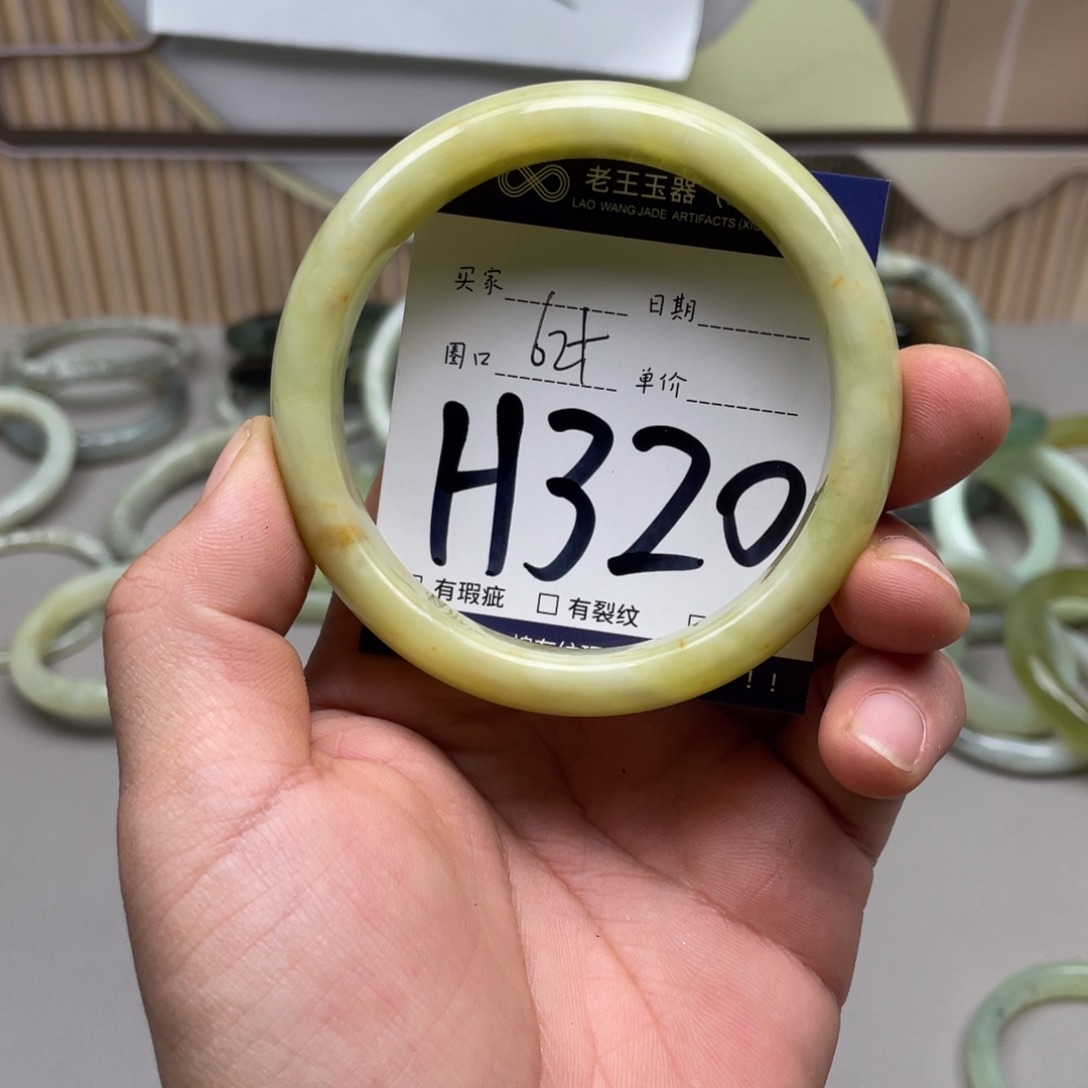 老王玉器
LAO WANG JADE ARTIFACTS
买家 日期
圈口 62+ 单价
H320
有瑕疵 □ 有裂纹
！！